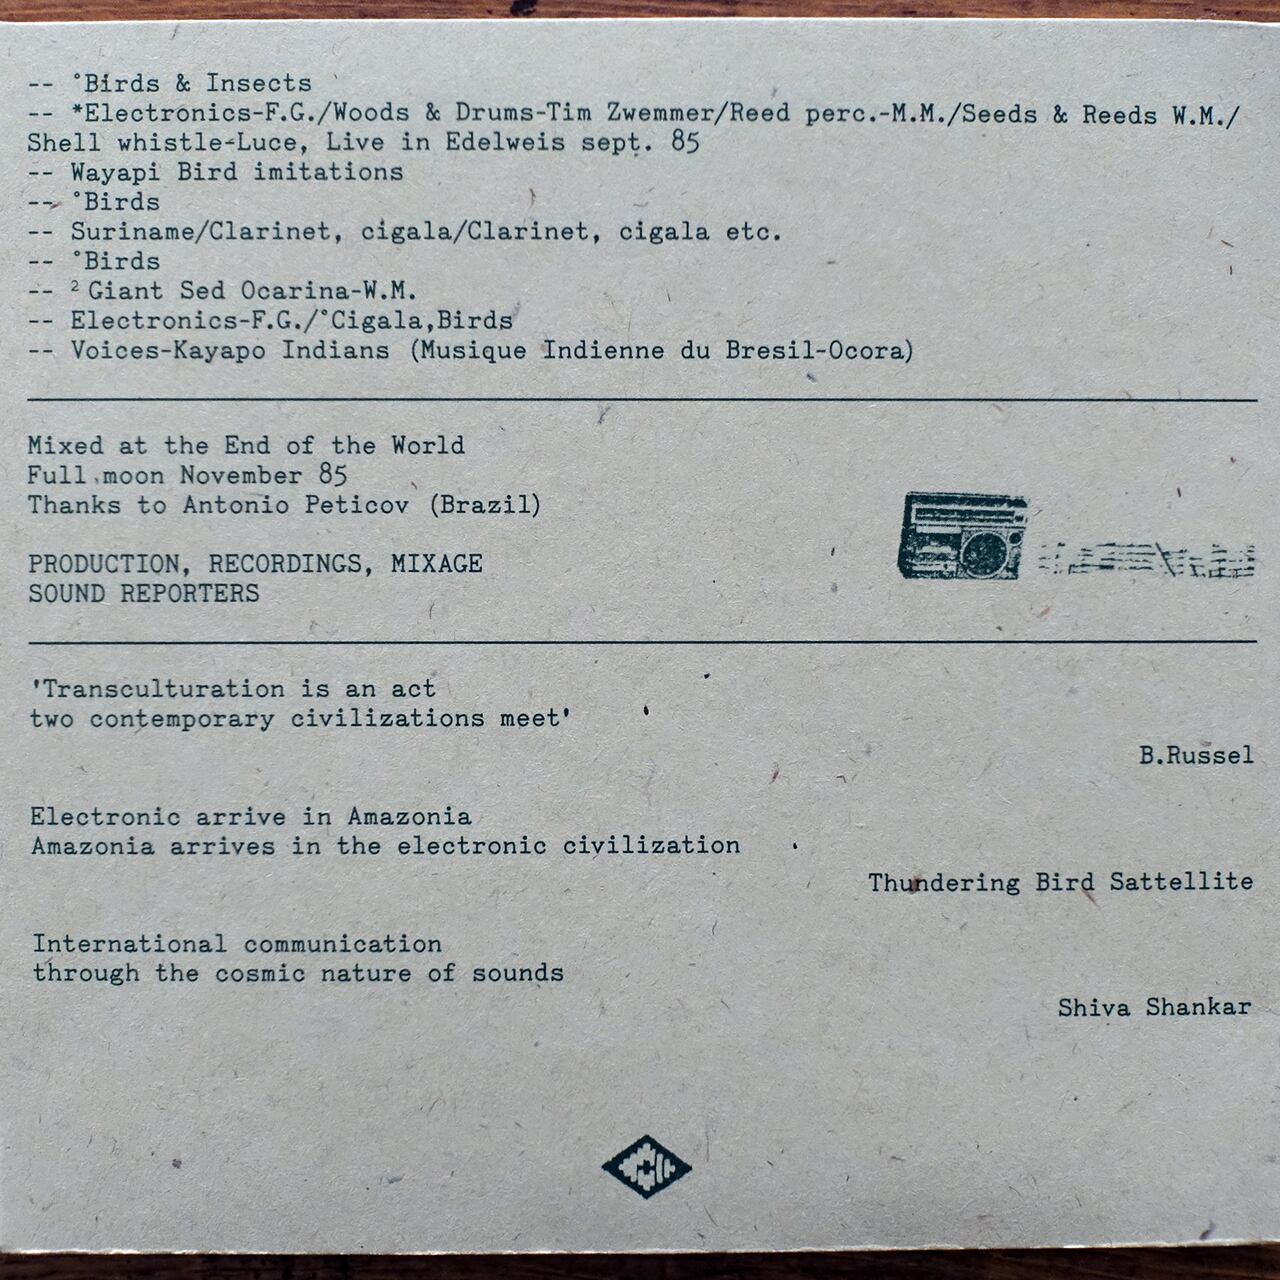 -- °Birds & Insects
-- *Electronics-F.G./Woods & Drums-Tim Zwemmer/Reed perc.-M.M./Seeds & Reeds W.M./
Shell whistle-Luce, Live in Edelweis sept. 85
-- Wayapi Bird imitations
-- °Birds
-- Suriname/Clarinet, cigala/Clarinet, cigala etc.
-- °Birds
-- ² Giant Sed Ocarina-W.M.
-- Electronics-F.G./°Cigala,Birds
-- Voices-Kayapo Indians (Musique Indienne du Bresil-Ocora)
Mixed at the End of the World
Full moon November 85
Thanks to Antonio Peticov (Brazil)
PRODUCTION, RECORDINGS, MIXAGE
SOUND REPORTERS
'Transculturation is an act
two contemporary civilizations meet'
B.Russel
Electronic arrive in Amazonia
Amazonia arrives in the electronic civilization
Thundering Bird Sattellite
International communication
through the cosmic nature of sounds
Shiva Shankar